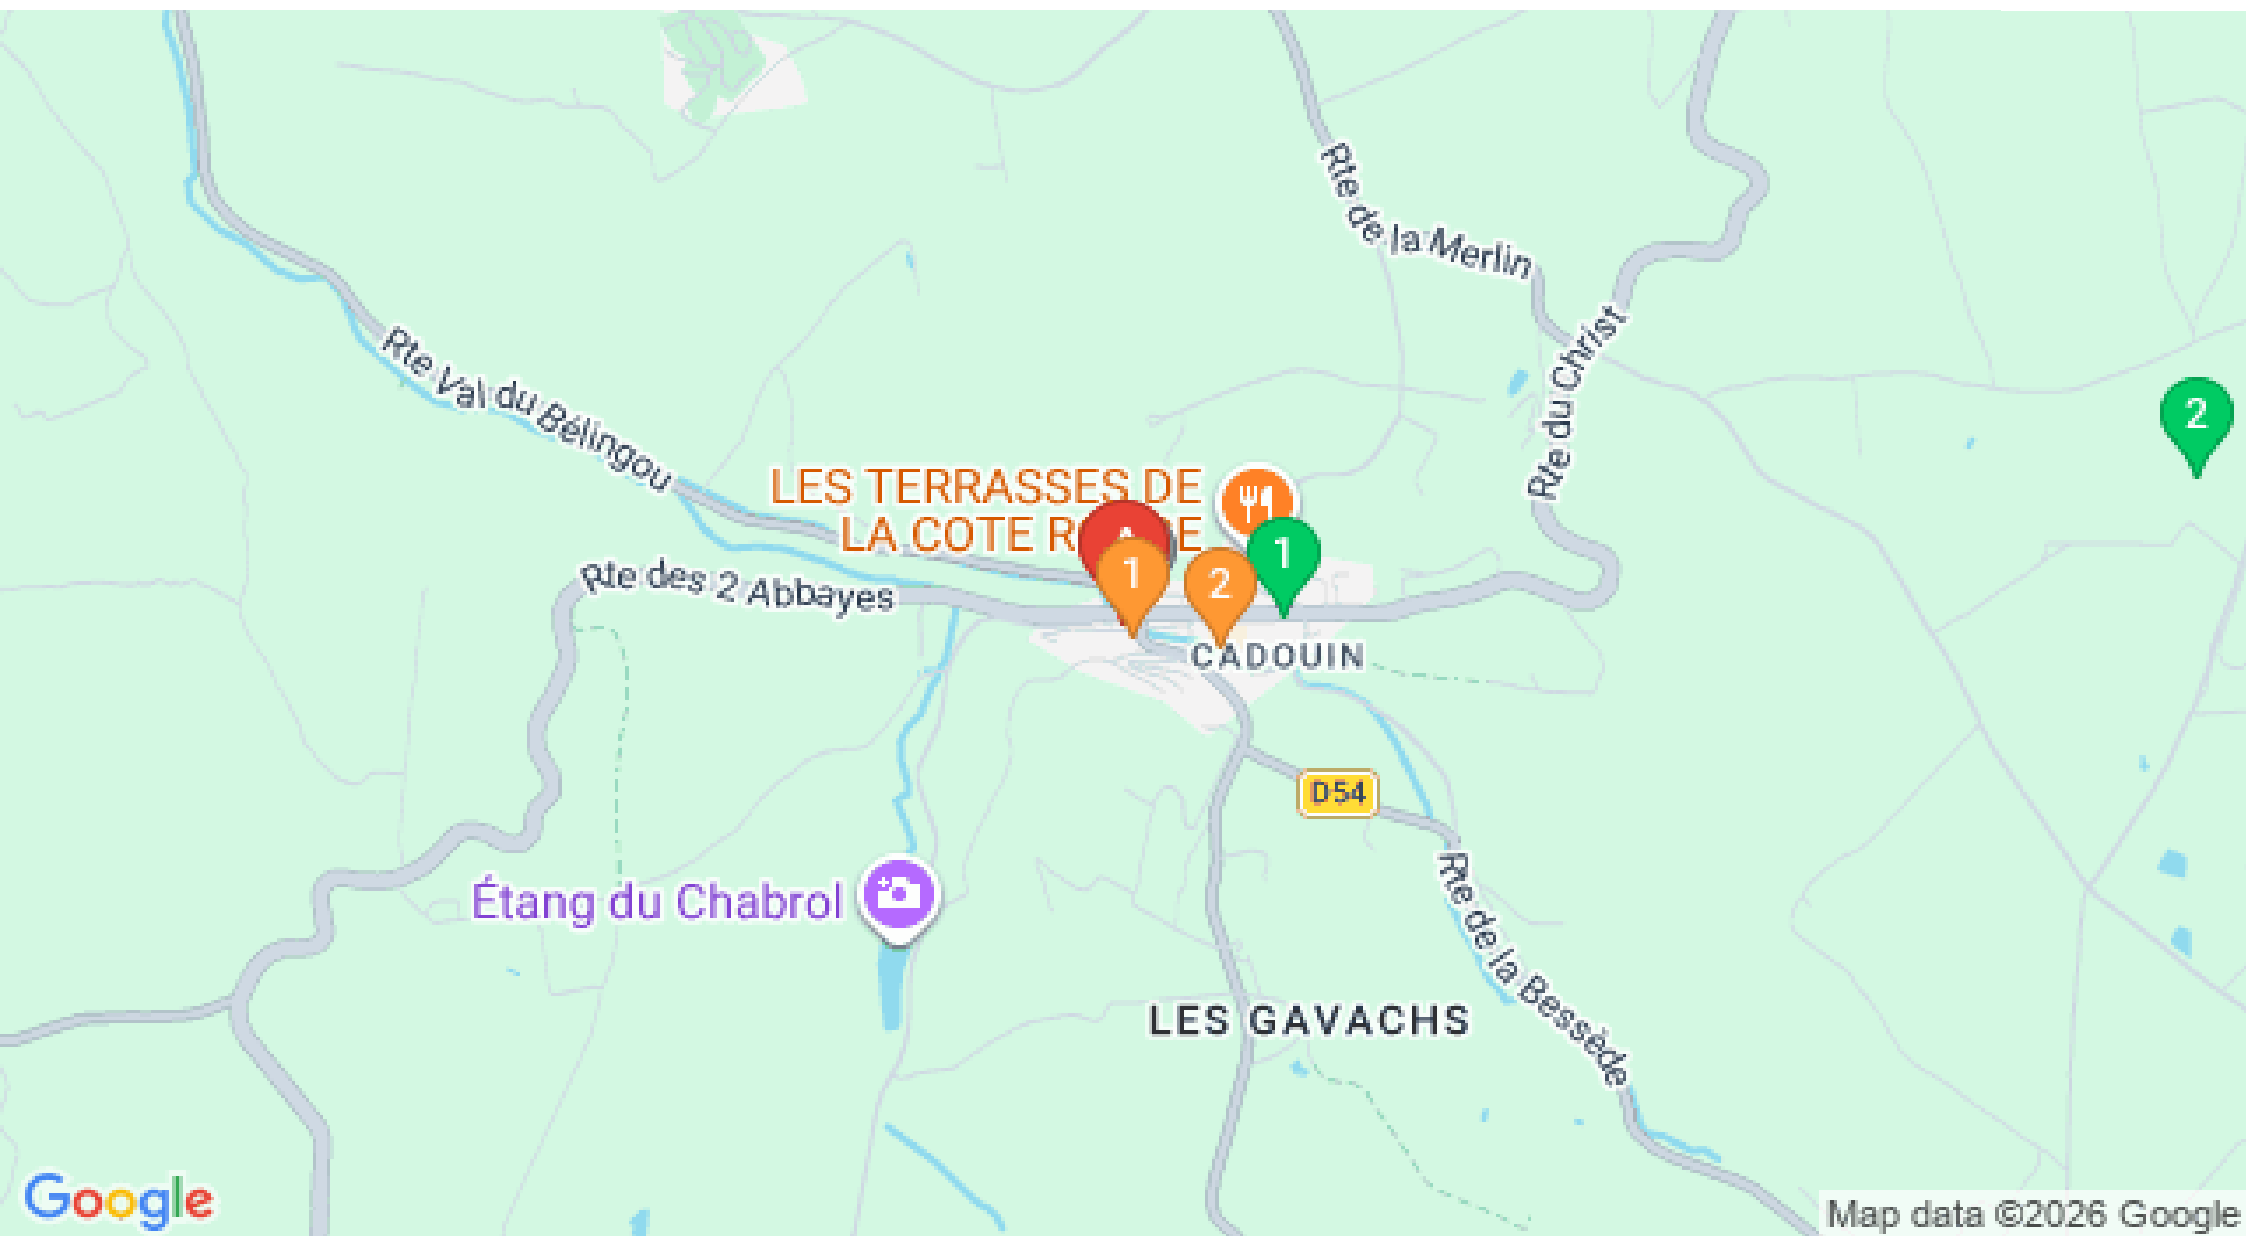 Rte de la Merlin
Rte du Christ
Rte Val du Bélingou
2
LES TERRASSES DE
LA COTE
1
1
2
Rte des 2 Abbayes
CADOUIN
D54
Étang du Chabrol
Rte de la Bessède
LES GAVACHS
Google
Map data ©2026 Google